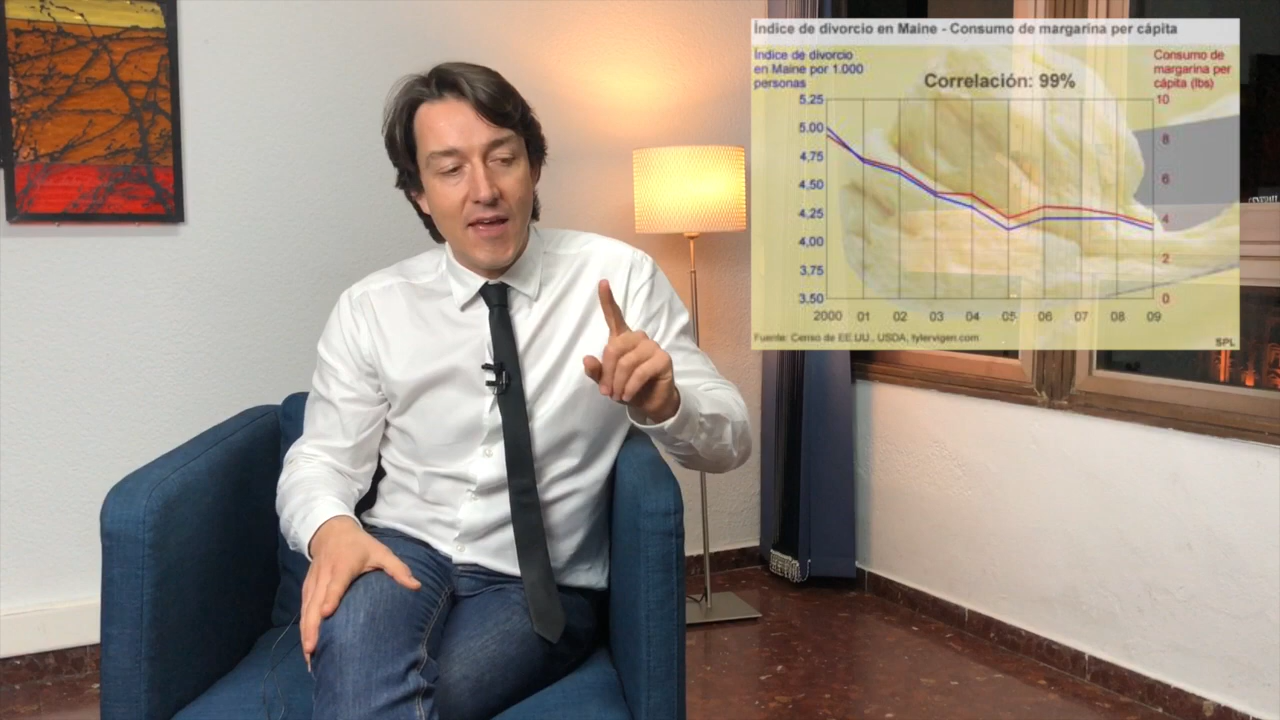 Índice de divorcio en Maine - Consumo de margarina per cápita
Índice de divorcio
en Maine por 1.000
personas
Consumo de
margarina per
cápita (lbs)
Correlación: 99%
5,25
5,00
4,75
4,50
4,25
4,00
3,75
3,50
10
8
6
4
2
0
2000 01 02 03 04 05 06 07 08 09
Fuente: Censo de EE.UU., USDA, tylervigen.com
SPL